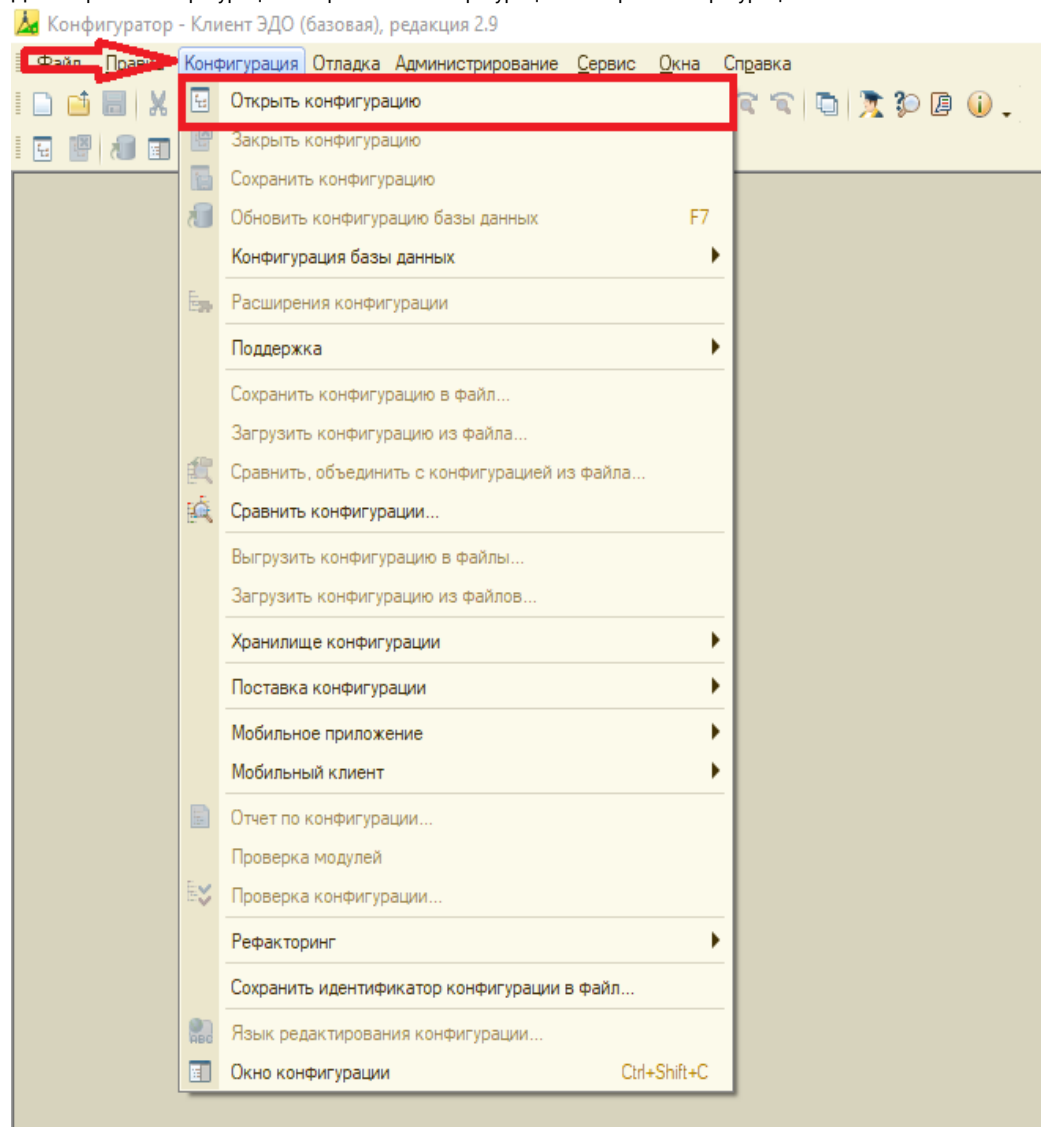 Конфигуратор - Клиент ЭДО (базовая), редакция 2.9
Файл Правка Конфигурация Отладка Администрирование Сервис Окна Справка
Открыть конфигурацию
Закрыть конфигурацию
Сохранить конфигурацию
Обновить конфигурацию базы данных F7
Конфигурация базы данных
Расширения конфигурации
Поддержка
Сохранить конфигурацию в файл...
Загрузить конфигурацию из файла...
Сравнить, объединить с конфигурацией из файла...
Сравнить конфигурации...
Выгрузить конфигурацию в файлы...
Загрузить конфигурацию из файлов...
Хранилище конфигурации
Поставка конфигурации
Мобильное приложение
Мобильный клиент
Отчет по конфигурации...
Проверка модулей
Проверка конфигурации...
Рефакторинг
Сохранить идентификатор конфигурации в файл...
Язык редактирования конфигурации...
Окно конфигурации Ctrl+Shift+C